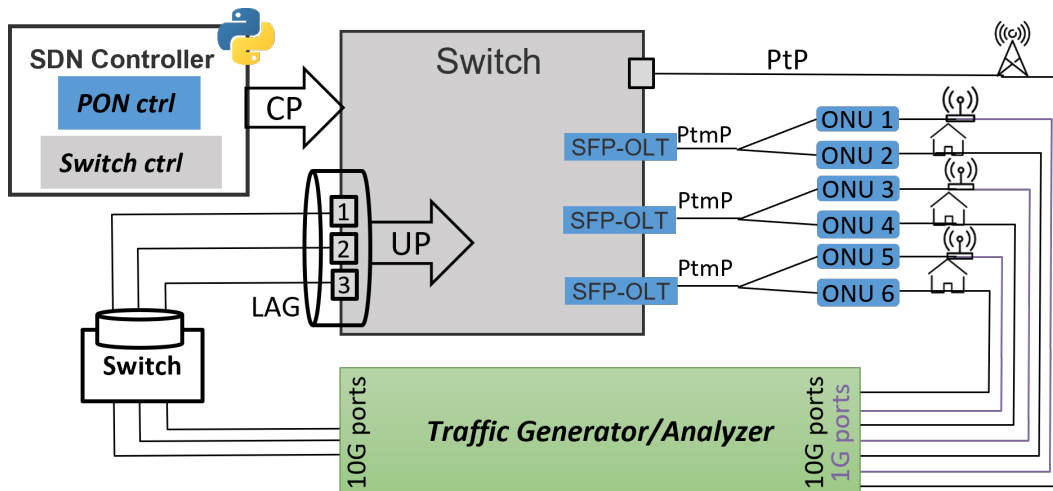 SDN Controller
PON ctrl
Switch ctrl
CP
Switch
PtP
SFP-OLT
PtmP
ONU 1
ONU 2
SFP-OLT
PtmP
ONU 3
ONU 4
SFP-OLT
PtmP
ONU 5
ONU 6
1
2
3
UP
LAG
Switch
10G ports
Traffic Generator/Analyzer
10G ports
1G ports